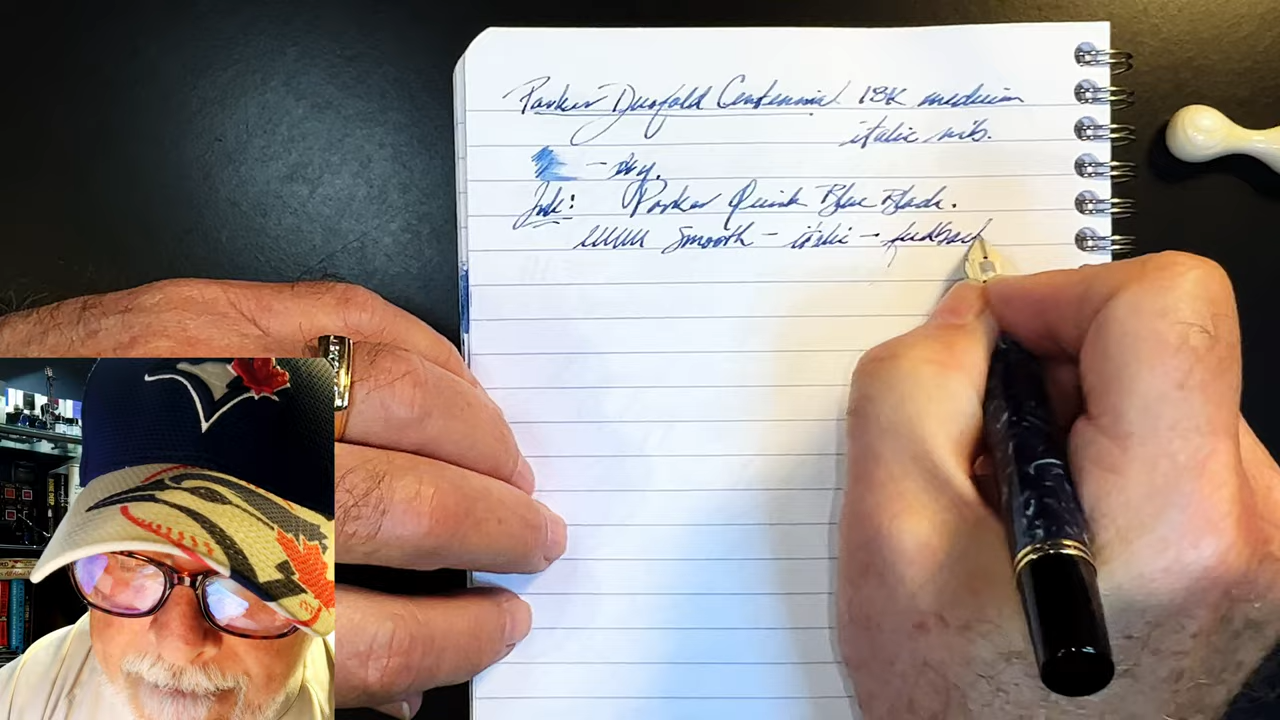 Parker Duofold Centennial 18K medium
italic nib.
- dry.
Ink: Parker Quink Blue Black.
Smooth - italic - feedback